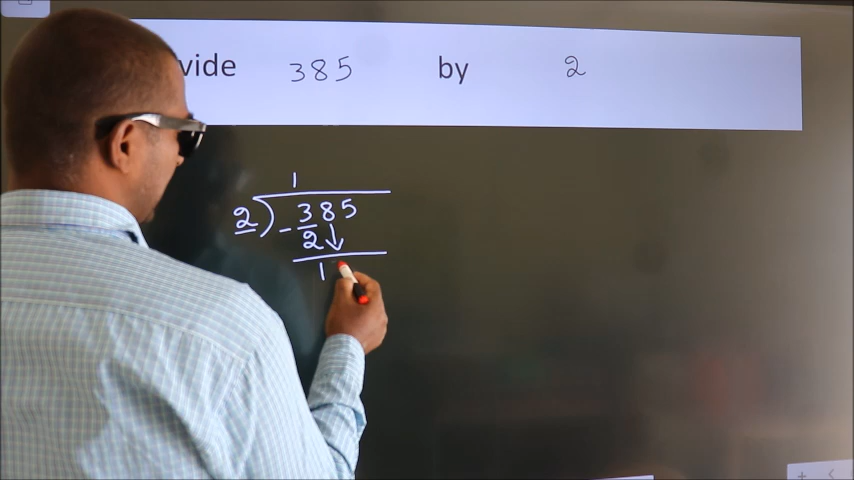 vide 385 by 2
1
2 ) 385
- 2 ↓
1